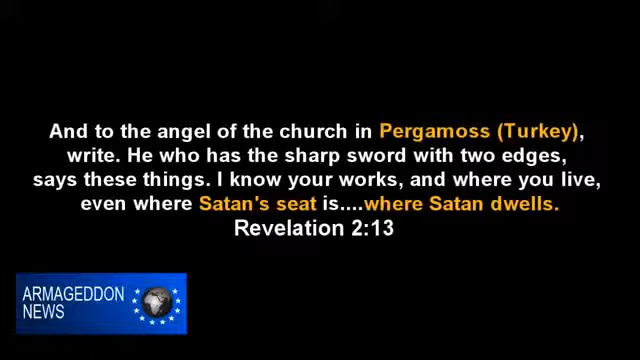 And to the angel of the church in Pergamoss (Turkey),
write. He who has the sharp sword with two edges,
says these things. I know your works, and where you live,
even where Satan's seat is....where Satan dwells.
Revelation 2:13
ARMAGEDDON
NEWS